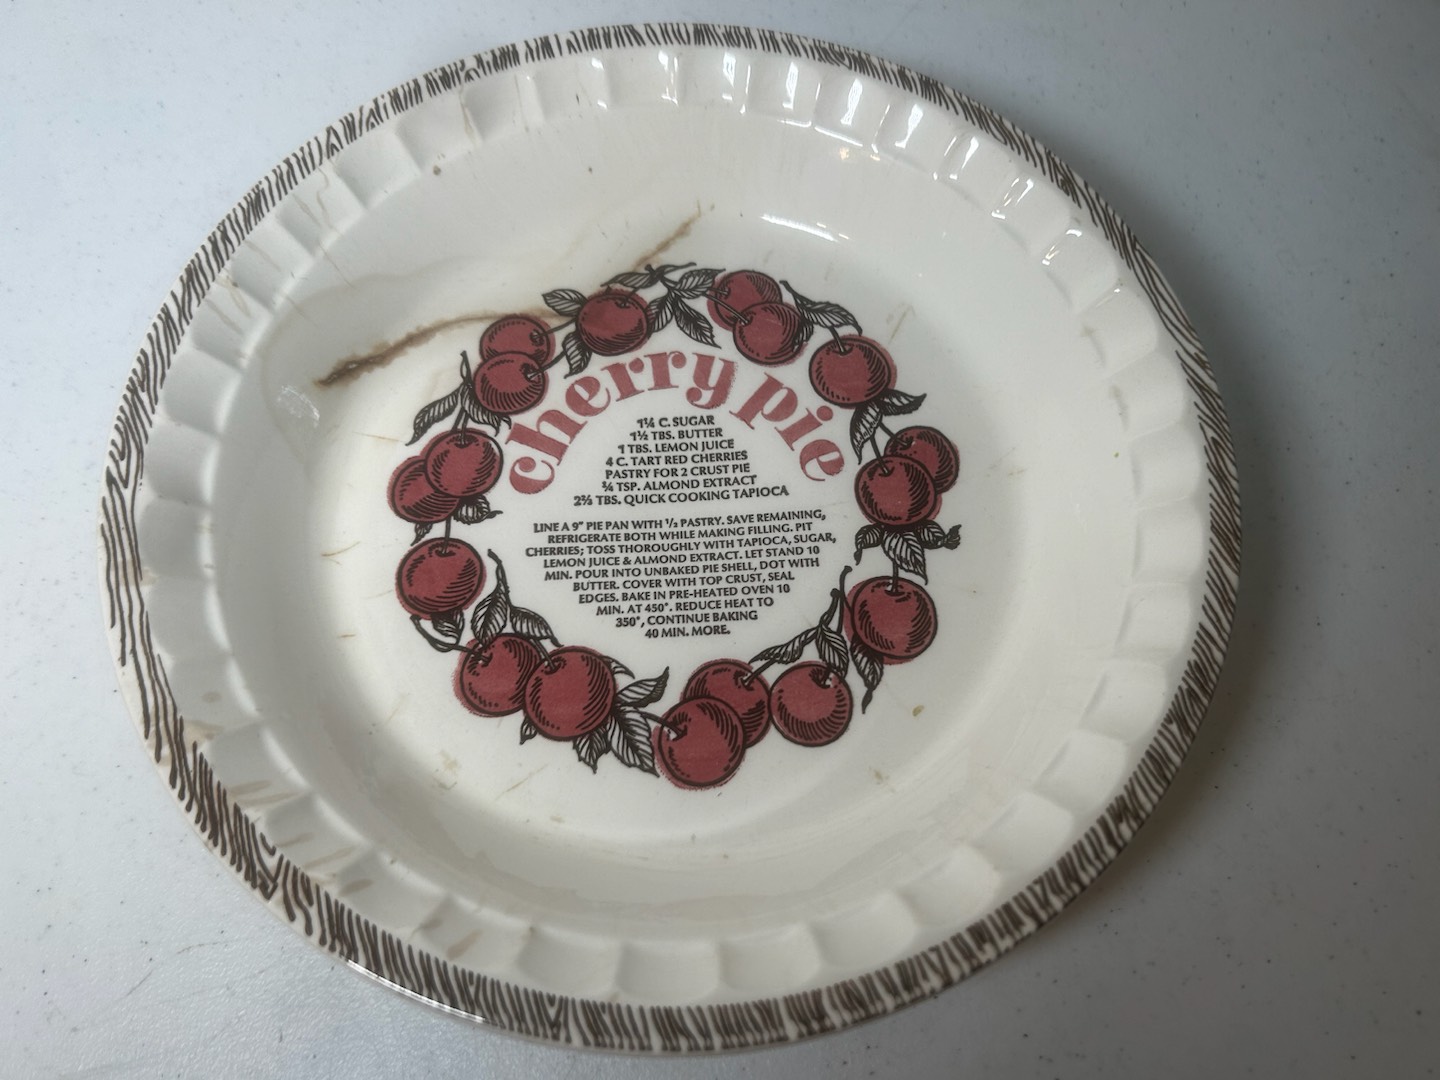 cherry pie
1¼ C. SUGAR
1½ TBS. BUTTER
1 TBS. LEMON JUICE
4 C. TART RED CHERRIES
PASTRY FOR 2 CRUST PIE
¼ TSP. ALMOND EXTRACT
2⅔ TBS. QUICK COOKING TAPIOCA
LINE A 9" PIE PAN WITH ½ PASTRY. SAVE REMAINING,
REFRIGERATE BOTH WHILE MAKING FILLING. PIT
CHERRIES; TOSS THOROUGHLY WITH TAPIOCA, SUGAR,
LEMON JUICE & ALMOND EXTRACT. LET STAND 10
MIN. POUR INTO UNBAKED PIE SHELL, DOT WITH
BUTTER. COVER WITH TOP CRUST, SEAL
EDGES. BAKE IN PRE-HEATED OVEN 10
MIN. AT 450°. REDUCE HEAT TO
350°, CONTINUE BAKING
40 MIN. MORE.